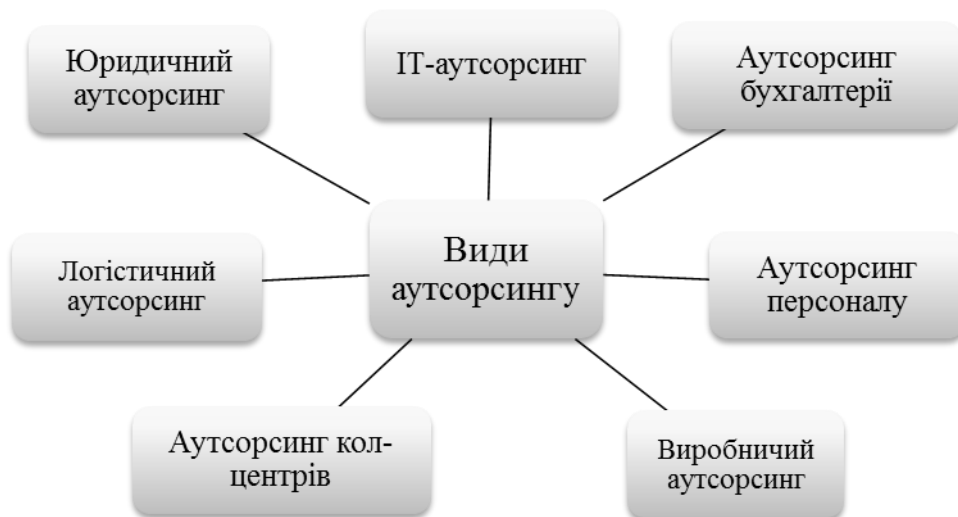 Юридичний
аутсорсинг
ІТ-аутсорсинг
Аутсорсинг
бухгалтерії
Види
аутсорсингу
Логістичний
аутсорсинг
Аутсорсинг
персоналу
Аутсорсинг кол-
центрів
Виробничий
аутсорсинг